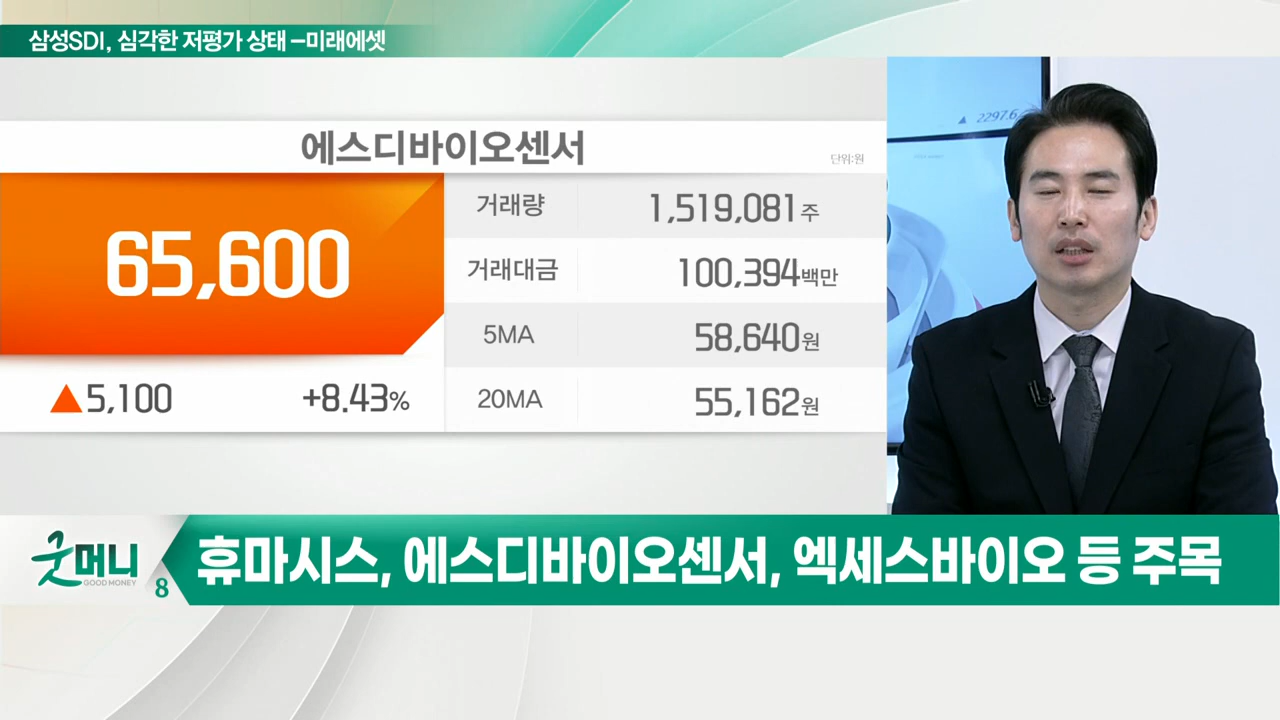 삼성SDI, 심각한 저평가 상태 -미래에셋
▲ 2297.6
에스디바이오센서
단위:원
65,600
▲5,100 +8.43%
거래량 1,519,081주
거래대금 100,394백만
5MA 58,640원
20MA 55,162원
굿머니
GOOD MONEY
8
휴마시스, 에스디바이오센서, 엑세스바이오 등 주목